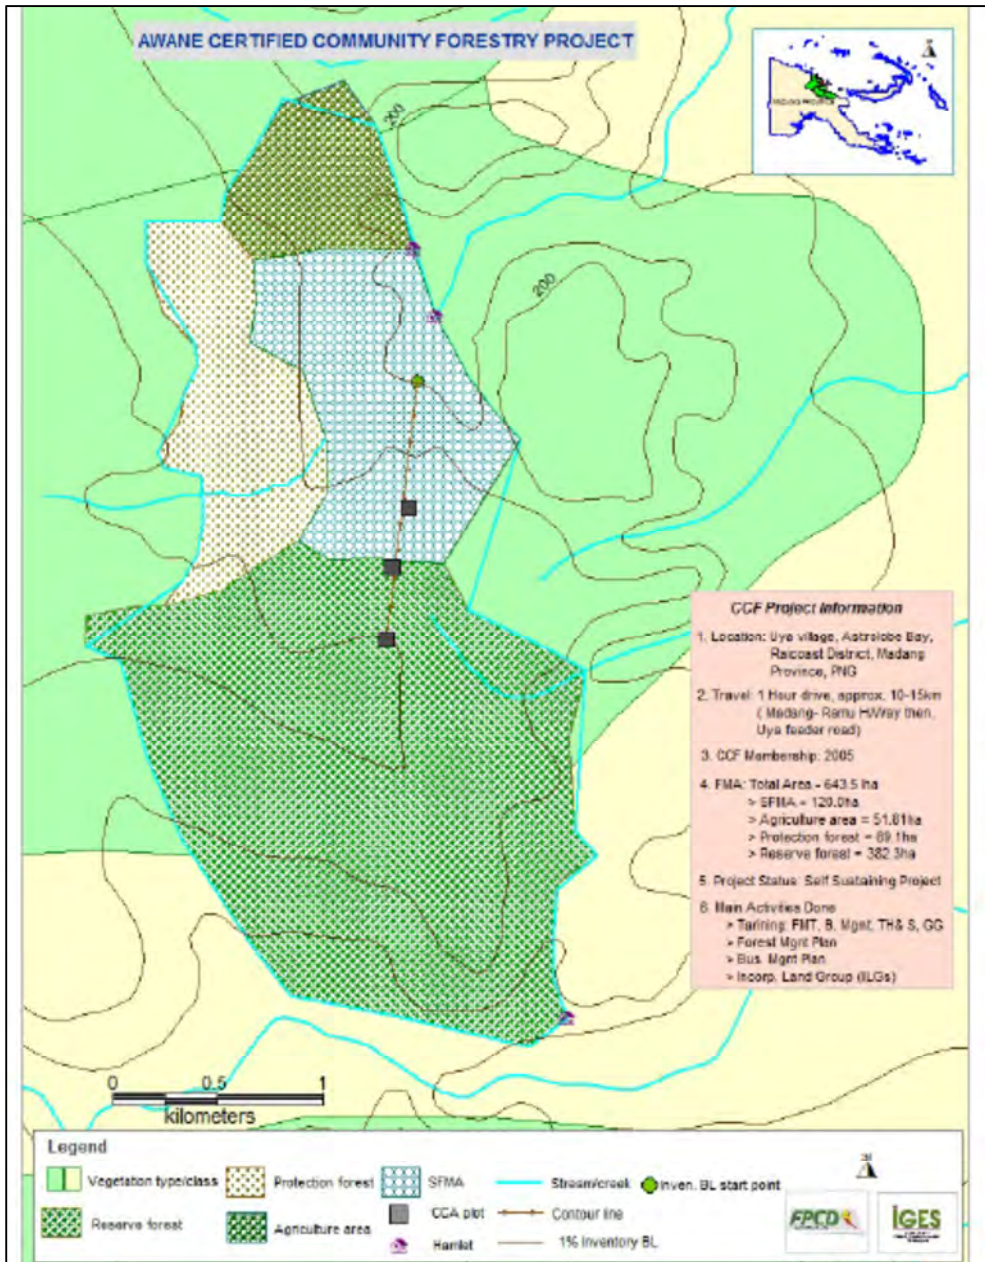 AWANE CERTIFIED COMMUNITY FORESTRY PROJECT
200
200
CCF Project Information
1. Location: Uya village, Astrolobe Bay,
Raicoast District, Madang
Province, PNG
2. Travel: 1 Hour drive, approx. 10-15km
( Madang- Ramu H/Way then,
Uya feeder road)
3. CCF Membership: 2005
4. FMA: Total Area - 643.5 ha
> SFMA = 120.0ha
> Agriculture area = 51.81ha
> Protection forest = 89.1ha
> Reserve forest = 382.3ha
5. Project Status: Self Sustaining Project
6. Main Activities Done
> Tarining: FMT, B. Mgnt, TH& S, GG
> Forest Mgnt Plan
> Bus. Mgnt Plan
> Incorp. Land Group (ILGs)
0 0.5 1
kilometers
Legend
Vegetation type/class
Protection forest
SFMA
Stream/creek
Inven. BL start point
Reserve forest
Agriculture area
CCA plot
Contour line
Hamlet
1% Inventory BL
FPCD
IGES